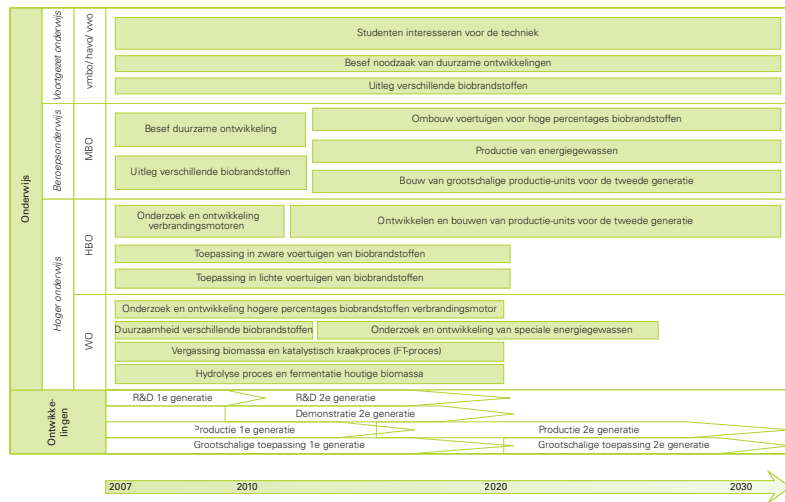 Onderwijs
Voortgezet onderwijs
vmbo/ havo/ vwo
Studenten interesseren voor de techniek
Besef noodzaak van duurzame ontwikkelingen
Uitleg verschillende biobrandstoffen
Beroepsonderwijs
MBO
Besef duurzame ontwikkeling
Uitleg verschillende biobrandstoffen
Ombouw voertuigen voor hoge percentages biobrandstoffen
Productie van energiegewassen
Bouw van grootschalige productie-units voor de tweede generatie
Hoger onderwijs
HBO
Onderzoek en ontwikkeling
verbrandingsmotoren
Ontwikkelen en bouwen van productie-units voor de tweede generatie
Toepassing in zware voertuigen van biobrandstoffen
Toepassing in lichte voertuigen van biobrandstoffen
WO
Onderzoek en ontwikkeling hogere percentages biobrandstoffen verbrandingsmotor
Duurzaamheid verschillende biobrandstoffen
Onderzoek en ontwikkeling van speciale energiegewassen
Vergassing biomassa en katalystisch kraakproces (FT-proces)
Hydrolyse proces en fermentatie houtige biomassa
Ontwikke-
lingen
R&D 1e generatie
R&D 2e generatie
Demonstratie 2e generatie
Productie 1e generatie
Productie 2e generatie
Grootschalige toepassing 1e generatie
Grootschalige toepassing 2e generatie
2007
2010
2020
2030